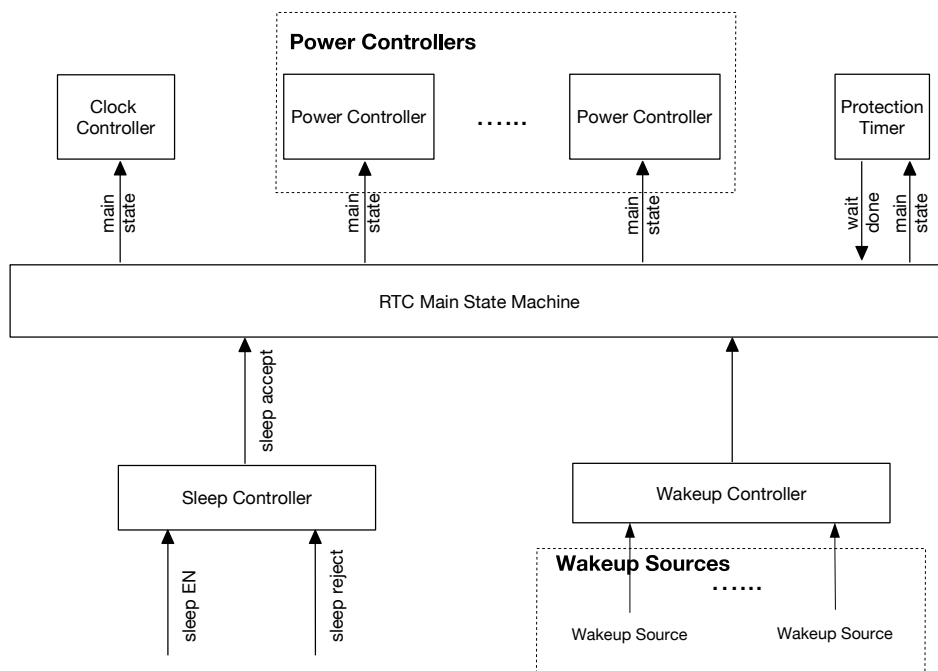 Power Controllers
Clock
Controller
Power Controller
......
Power Controller
Protection
Timer
main
state
main
state
main
state
wait
done
main
state
RTC Main State Machine
sleep accept
Sleep Controller
Wakeup Controller
sleep EN
sleep reject
Wakeup Sources
......
Wakeup Source
Wakeup Source